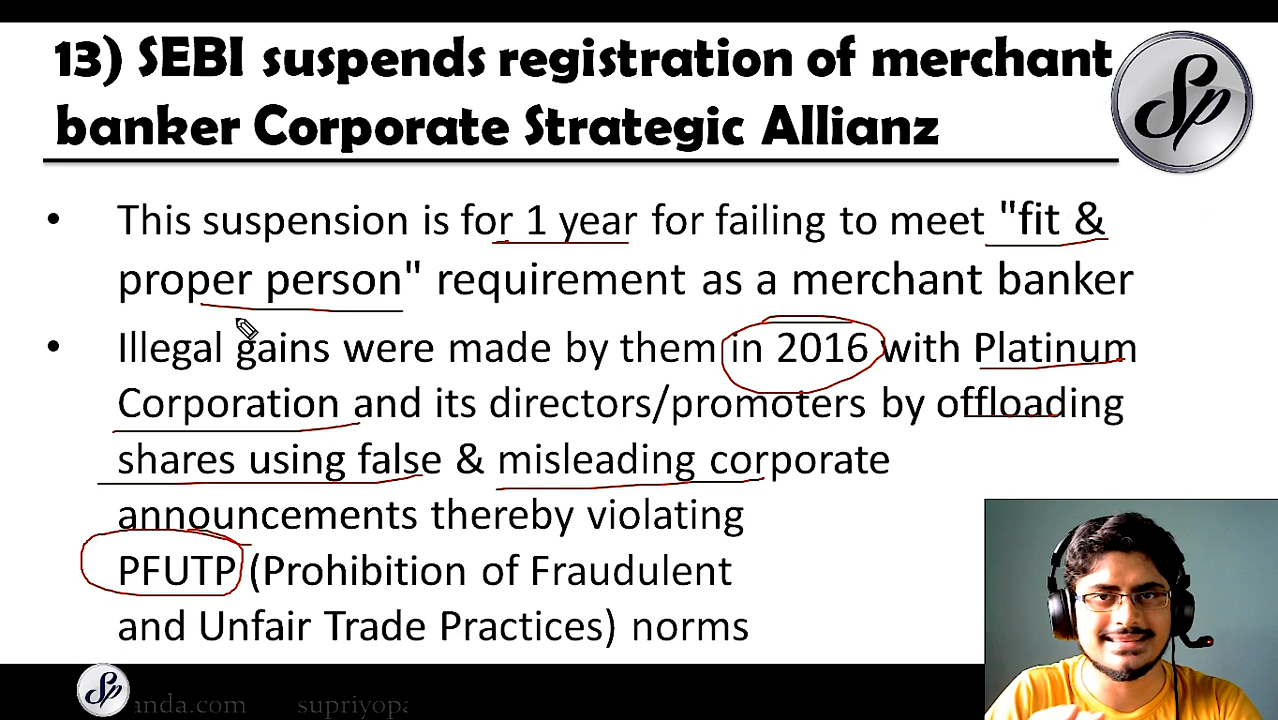 13) SEBI suspends registration of merchant
banker Corporate Strategic Allianz
Sp
• This suspension is for 1 year for failing to meet "fit &
proper person" requirement as a merchant banker
• Illegal gains were made by them in 2016 with Platinum
Corporation and its directors/promoters by offloading
shares using false & misleading corporate
announcements thereby violating
PFUTP (Prohibition of Fraudulent
and Unfair Trade Practices) norms
Sp
anda.com supriyopa